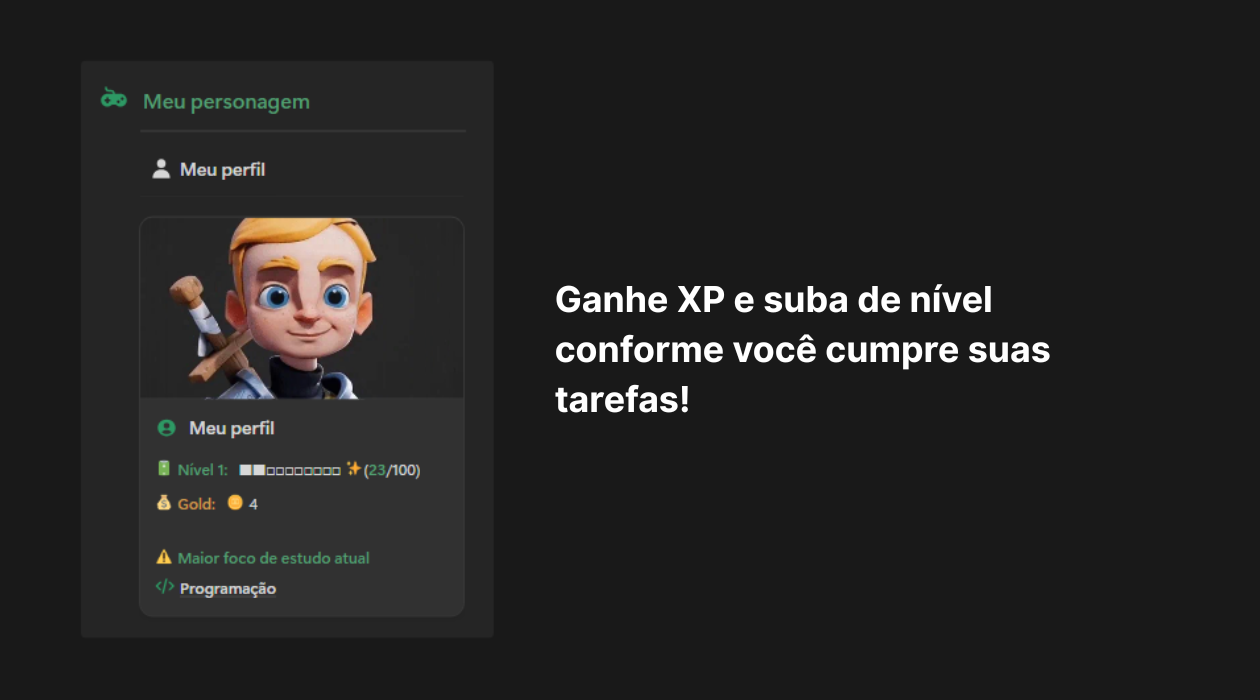 Meu personagem
Meu perfil
Meu perfil
Nível 1: ■■□□□□□□□□ ✨(23/100)
Gold: 4
Maior foco de estudo atual
</> Programação
Ganhe XP e suba de nível
conforme você cumpre suas
tarefas!